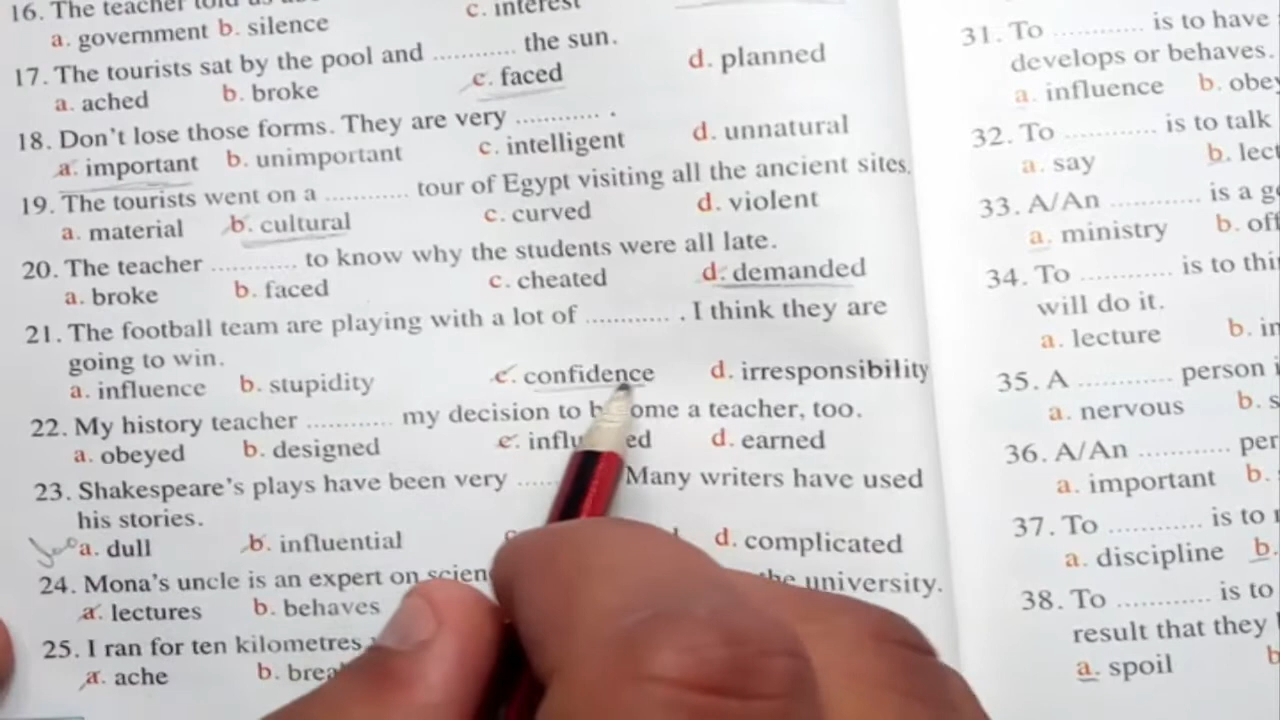 16. The teacher told us
a. government b. silence c. interest
17. The tourists sat by the pool and ............ the sun.
a. ached b. broke c. faced d. planned
18. Don't lose those forms. They are very ............ .
a. important b. unimportant c. intelligent d. unnatural
19. The tourists went on a ............ tour of Egypt visiting all the ancient sites.
a. material b. cultural c. curved d. violent
20. The teacher ............ to know why the students were all late.
a. broke b. faced c. cheated d. demanded
21. The football team are playing with a lot of ............ . I think they are
going to win.
a. influence b. stupidity c. confidence d. irresponsibility
22. My history teacher ............ my decision to become a teacher, too.
a. obeyed b. designed c. influenced d. earned
23. Shakespeare's plays have been very ...... Many writers have used
his stories.
a. dull b. influential d. complicated
24. Mona's uncle is an expert on the university.
a. lectures b. behaves
25. I ran for ten kilometres
a. ache b.
31. To ............ is to have
develops or behaves.
a. influence b.
32. To ............ is to talk
a. say b.
33. A/An ............ is a
a. ministry b.
34. To ............ is to
will do it.
a. lecture b.
35. A ............ person
a. nervous b.
36. A/An ............
a. important b.
37. To ............ is to
a. discipline b.
38. To ............ is to
result that they
a. spoil